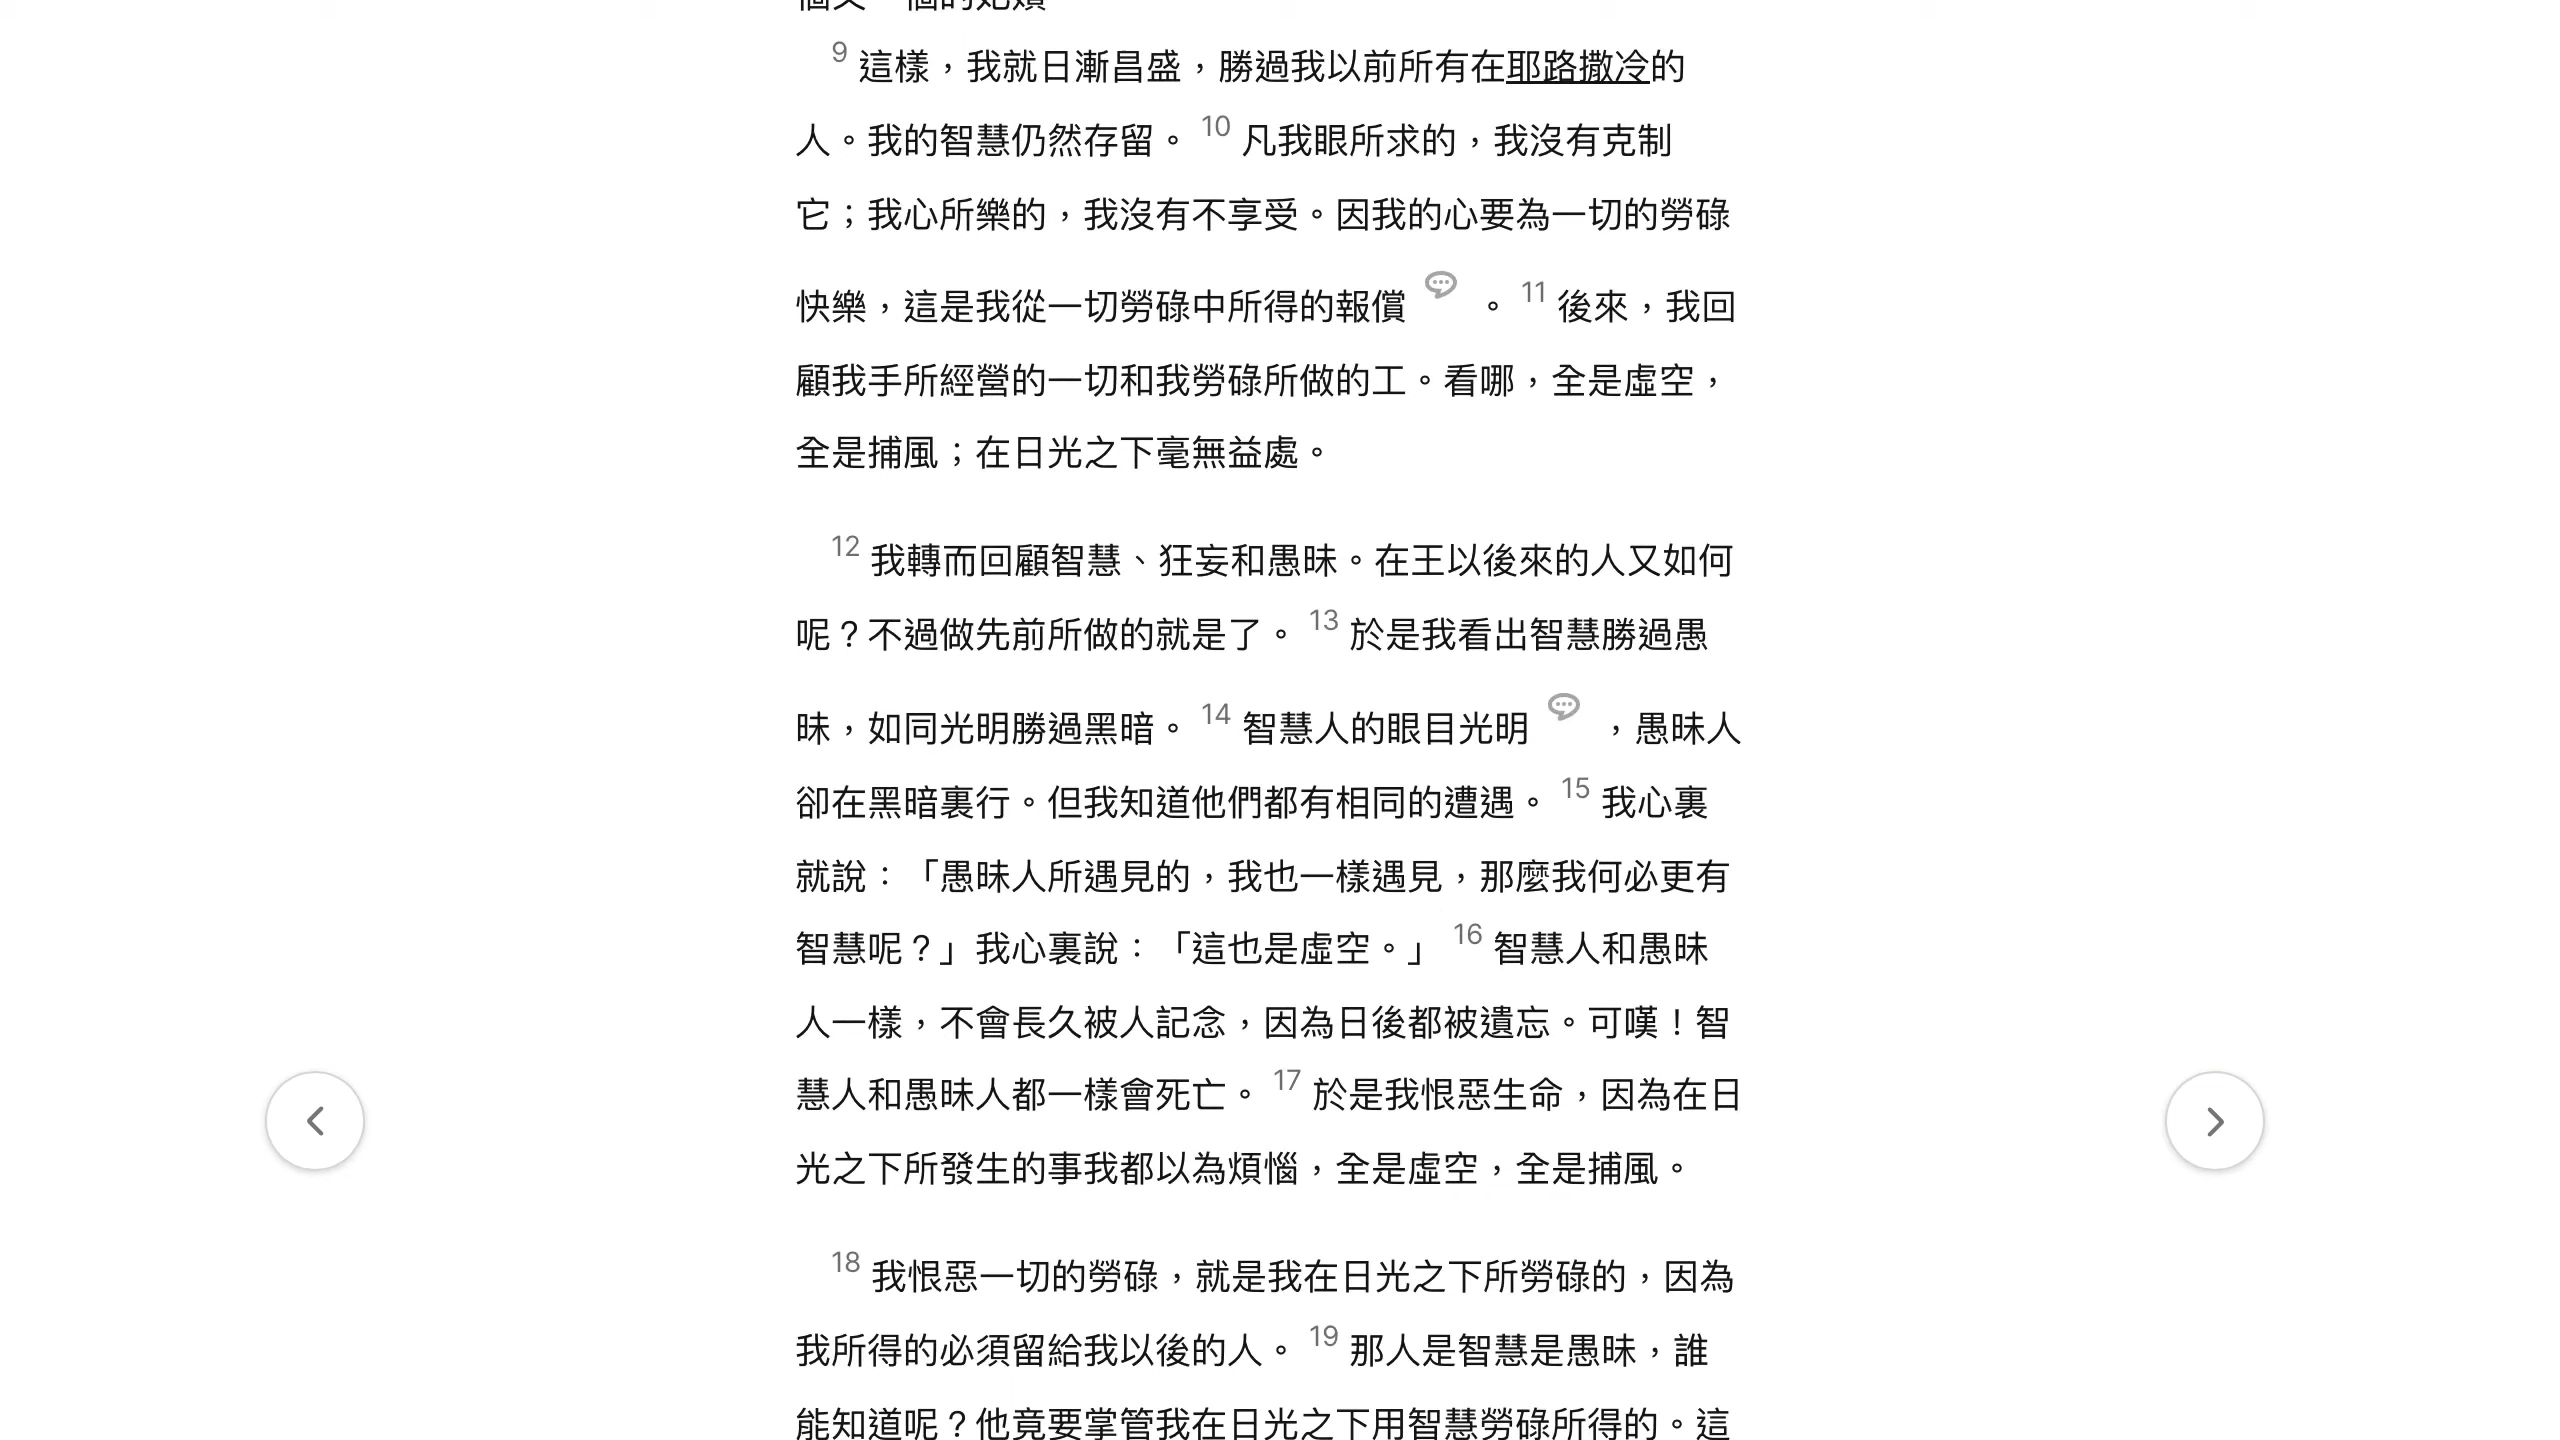 9 這樣，我就日漸昌盛，勝過我以前所有在耶路撒冷的
人。我的智慧仍然存留。 10 凡我眼所求的，我沒有克制
它；我心所樂的，我沒有不享受。因我的心要為一切的勞碌
快樂，這是我從一切勞碌中所得的報償 。 11 後來，我回
顧我手所經營的一切和我勞碌所做的工。看哪，全是虛空，
全是捕風；在日光之下毫無益處。
12 我轉而回顧智慧、狂妄和愚昧。在王以後來的人又如何
呢？不過做先前所做的就是了。 13 於是我看出智慧勝過愚
昧，如同光明勝過黑暗。 14 智慧人的眼目光明 ，愚昧人
卻在黑暗裏行。但我知道他們都有相同的遭遇。 15 我心裏
就說：「愚昧人所遇見的，我也一樣遇見，那麼我何必更有
智慧呢？」我心裏說：「這也是虛空。」 16 智慧人和愚昧
人一樣，不會長久被人記念，因為日後都被遺忘。可嘆！智
慧人和愚昧人都一樣會死亡。 17 於是我恨惡生命，因為在日
光之下所發生的事我都以為煩惱，全是虛空，全是捕風。
18 我恨惡一切的勞碌，就是我在日光之下所勞碌的，因為
我所得的必須留給我以後的人。 19 那人是智慧是愚昧，誰
能知道呢？他竟要掌管我在日光之下用智慧勞碌所得的。這